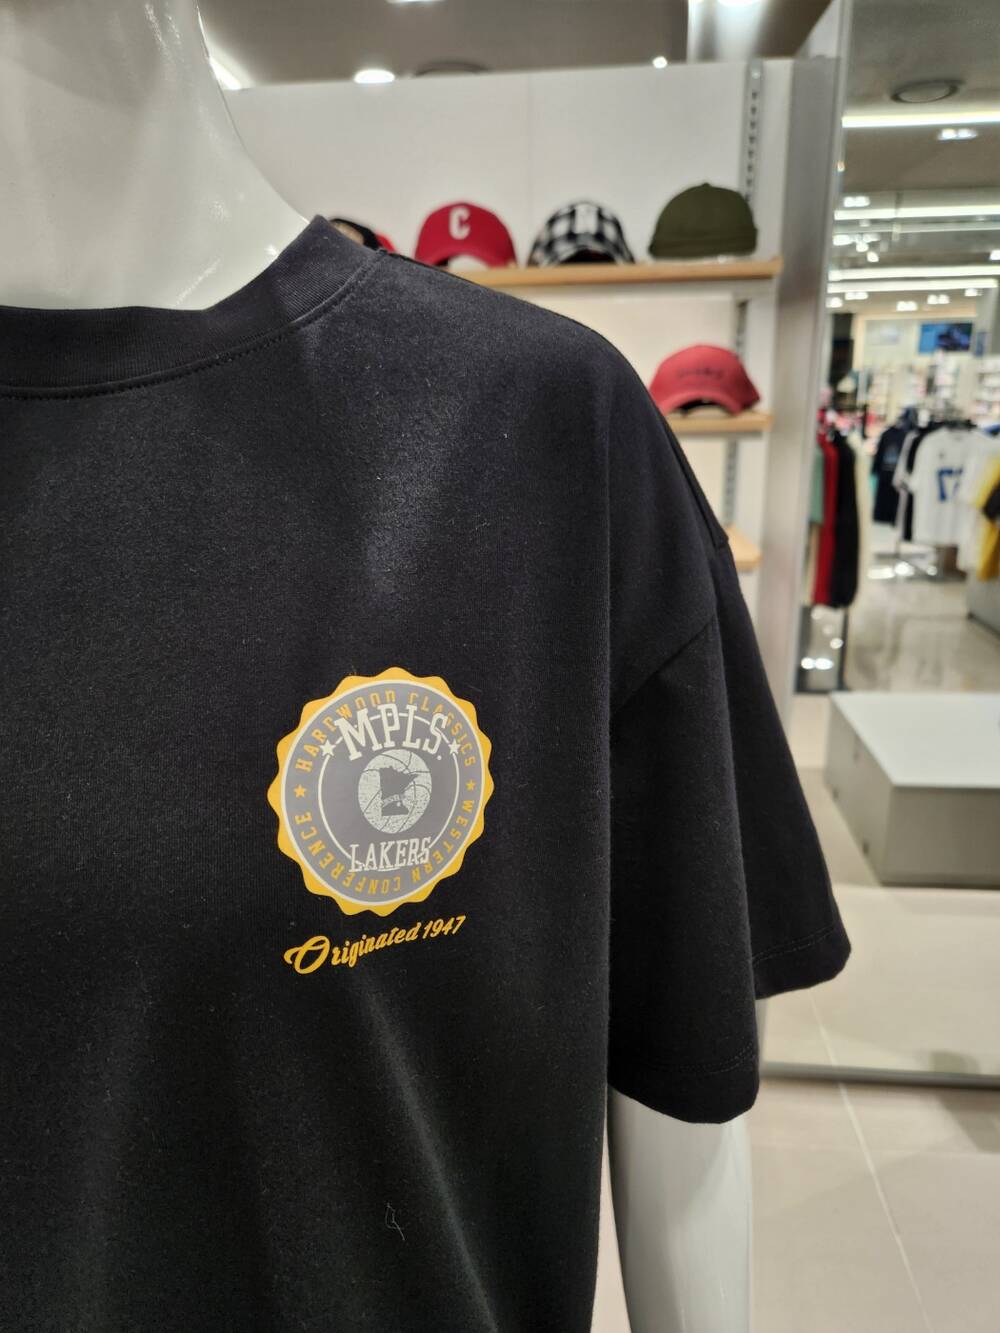 HARDWOOD CLASSICS
MPLS.
LAKERS
WESTERN CONFERENCE
Originated 1947
C
N